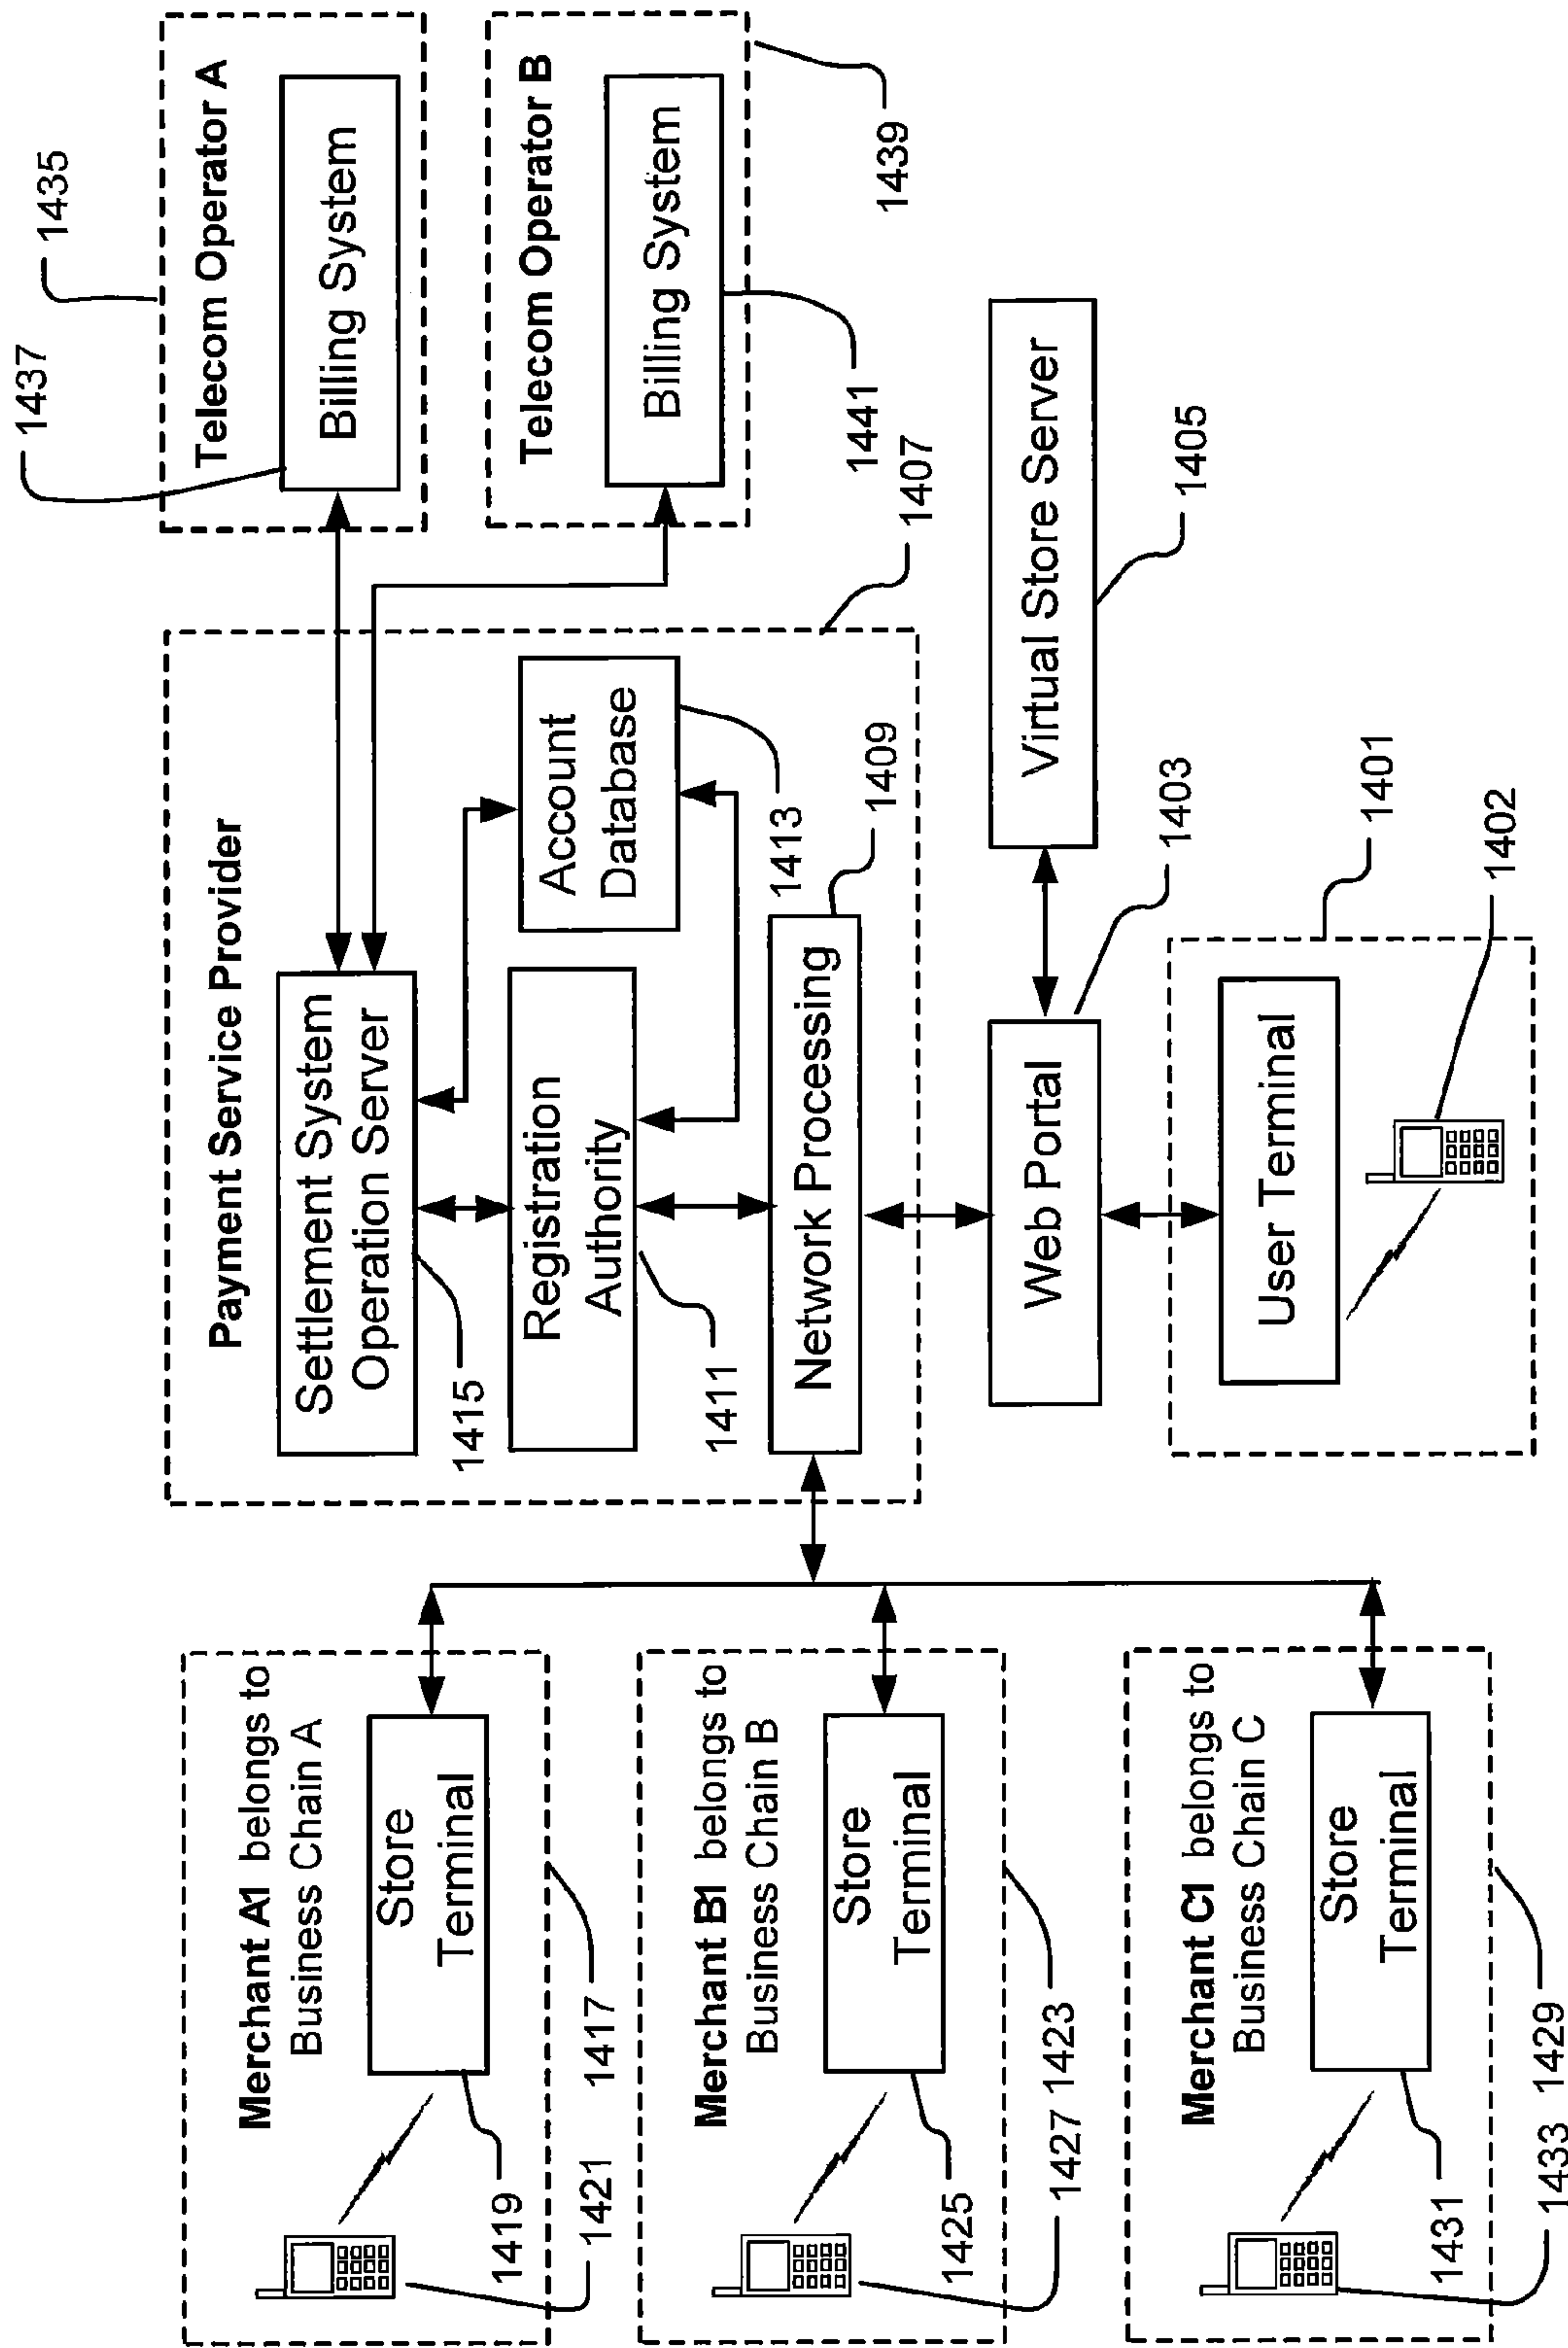 Merchant A1 belongs to
Business Chain A
Store
Terminal
1419
1421
1417
Merchant B1 belongs to
Business Chain B
Store
Terminal
1425
1427
1423
Merchant C1 belongs to
Business Chain C
Store
Terminal
1431
1433
1429
Payment Service Provider
Settlement System
Operation Server
1415
Registration
Authority
1411
Account
Database
1413
Network Processing
1409
1407
Web Portal
1403
Virtual Store Server
1405
User Terminal
1401
1402
Telecom Operator A
Billing System
1437
1435
Telecom Operator B
Billing System
1441
1439